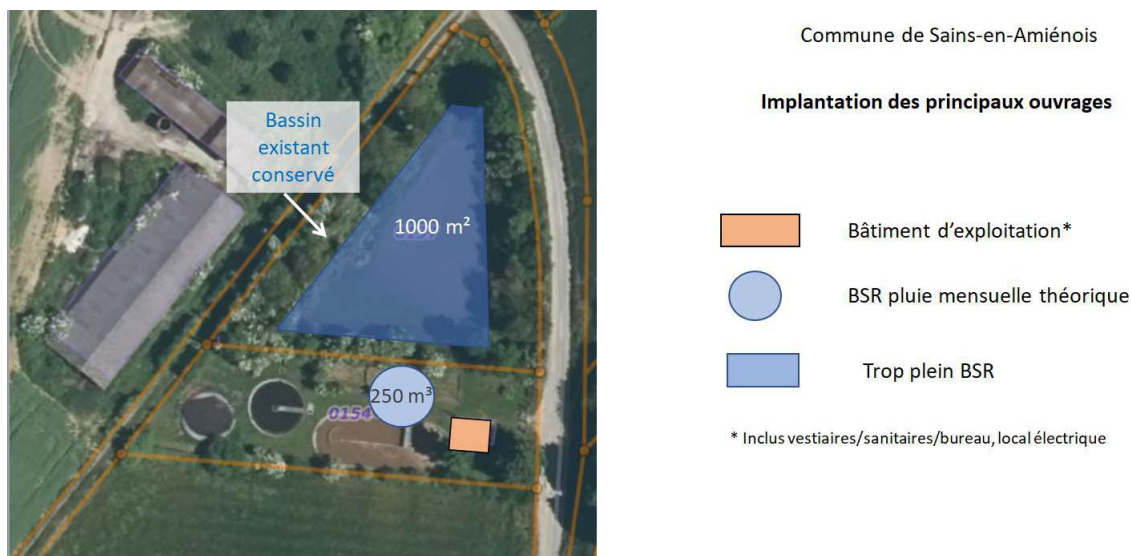 Bassin
existant
conservé
1000 m²
250 m³
0154
Commune de Sains-en-Amiénois
Implantation des principaux ouvrages
Bâtiment d'exploitation*
BSR pluie mensuelle théorique
Trop plein BSR
* Inclus vestiaires/sanitaires/bureau, local électrique